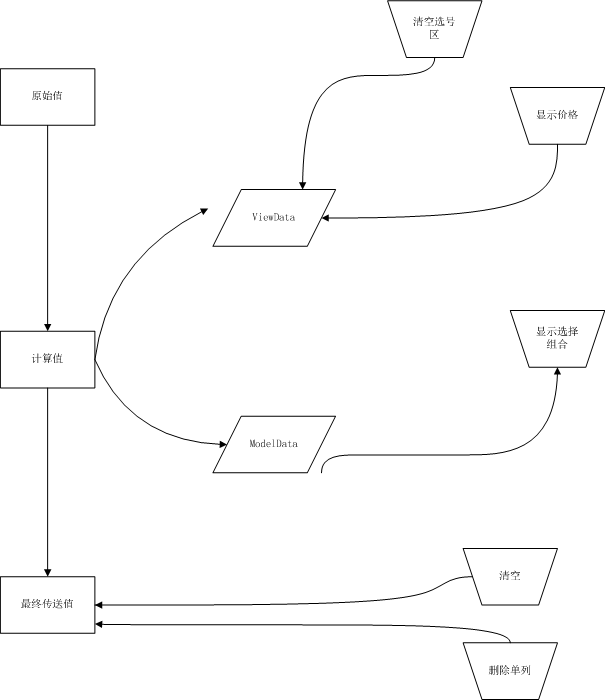 清空选号
区
原始值
显示价格
ViewData
显示选择
组合
计算值
ModelData
清空
最终传送值
删除单列